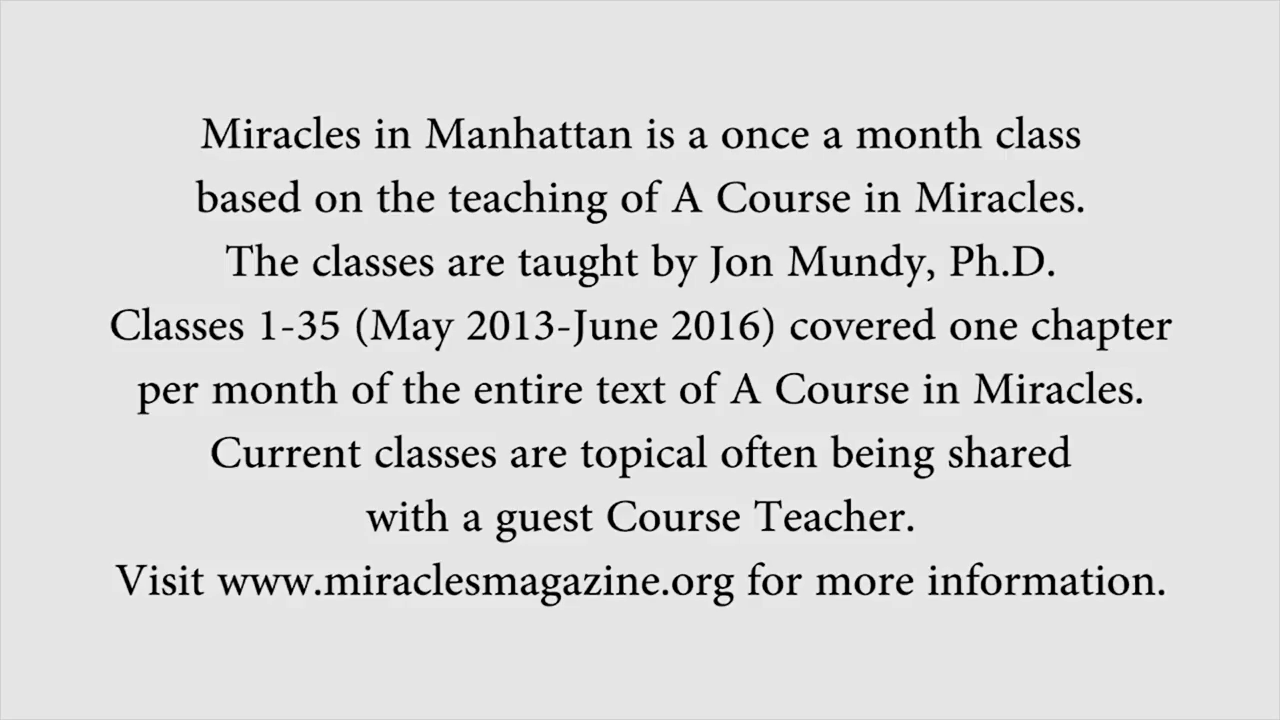 Miracles in Manhattan is a once a month class
based on the teaching of A Course in Miracles.
The classes are taught by Jon Mundy, Ph.D.
Classes 1-35 (May 2013-June 2016) covered one chapter
per month of the entire text of A Course in Miracles.
Current classes are topical often being shared
with a guest Course Teacher.
Visit www.miraclesmagazine.org for more information.